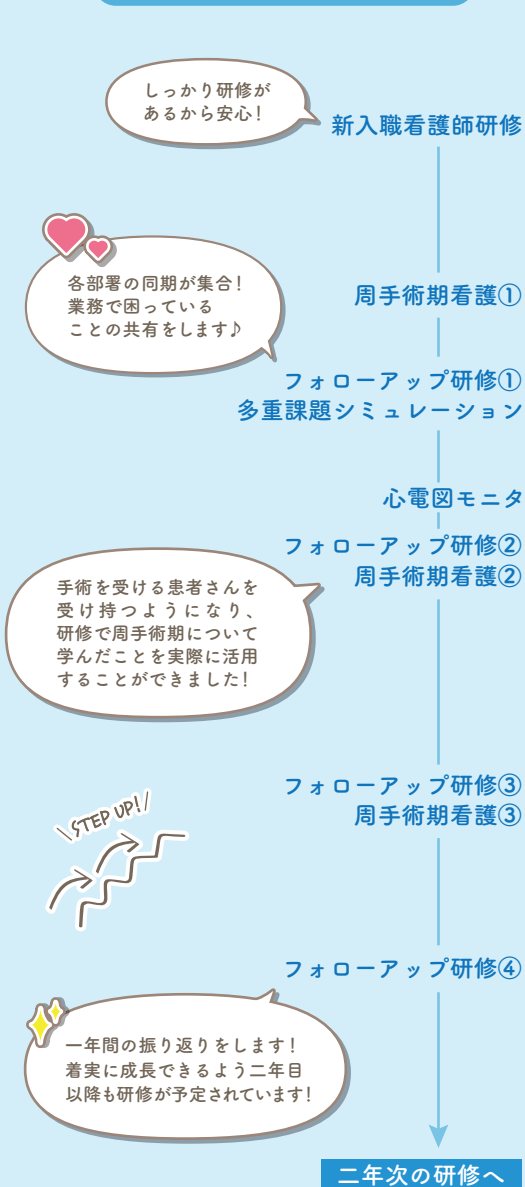 しっかり研修が
あるから安心！
新入職看護師研修
各部署の同期が集合！
業務で困っている
ことの共有をします♪
周手術期看護①
フォローアップ研修①
多重課題シミュレーション
心電図モニタ
フォローアップ研修②
周手術期看護②
手術を受ける患者さんを
受け持つようになり、
研修で周手術期について
学んだことを実際に活用
することができました！
フォローアップ研修③
周手術期看護③
\ STEP UP! /
フォローアップ研修④
一年間の振り返りをします！
着実に成長できるよう二年目
以降も研修が予定されています！
二年次の研修へ